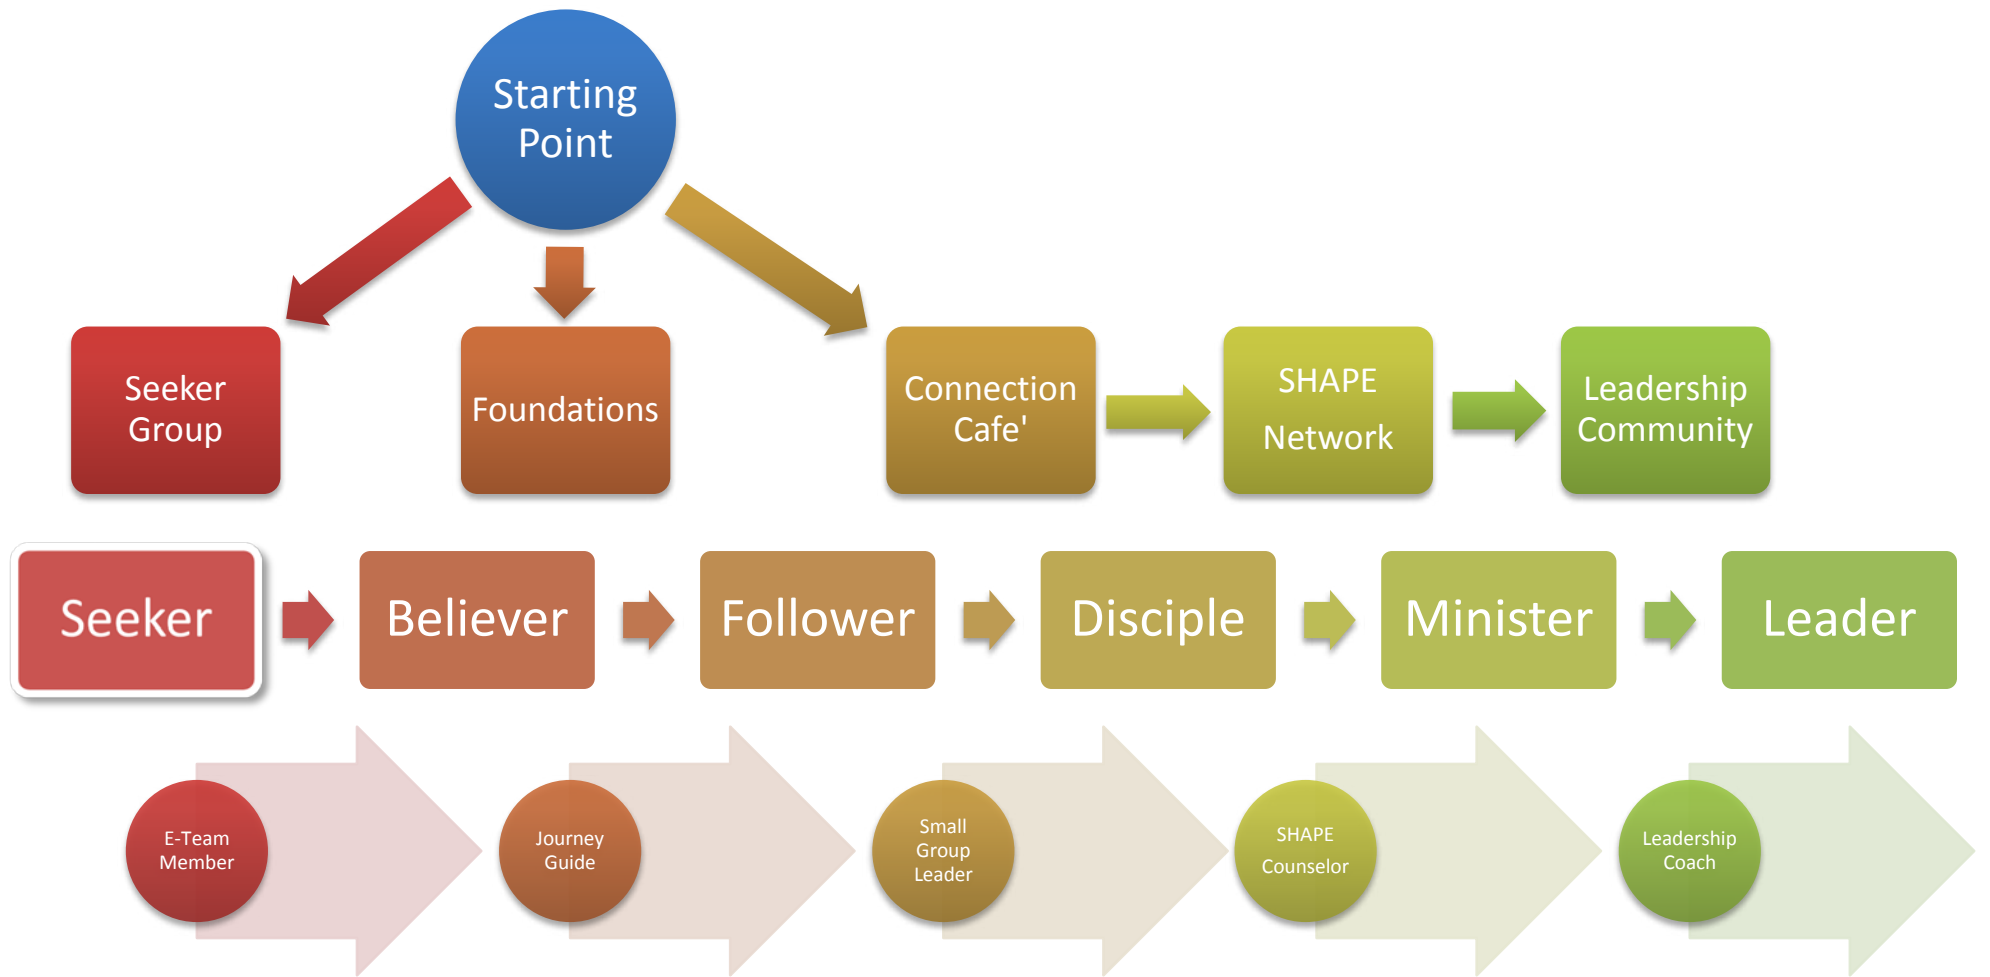 Starting
Point
Seeker
Group
Foundations
Connection
Cafe'
SHAPE
Network
Leadership
Community
Seeker
Believer
Follower
Disciple
Minister
Leader
E-Team
Member
Journey
Guide
Small
Group
Leader
SHAPE
Counselor
Leadership
Coach